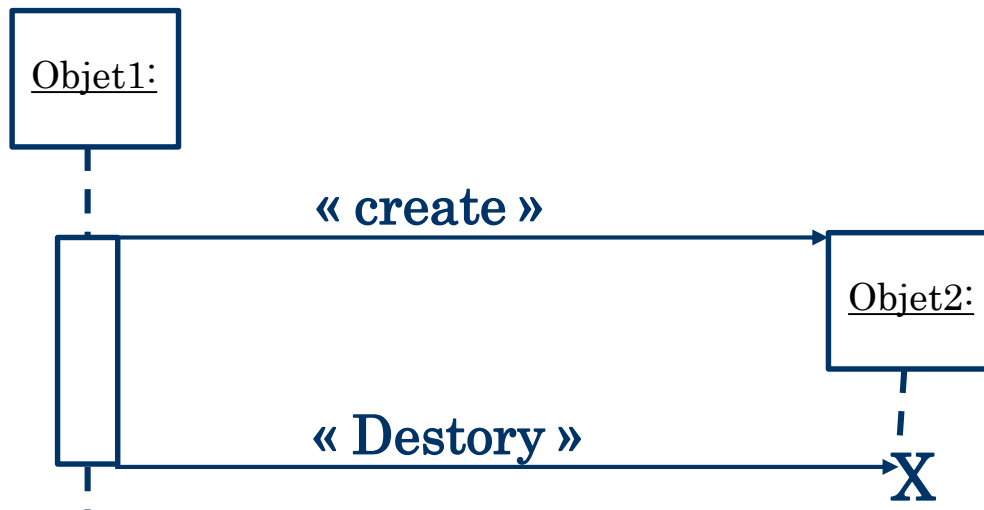 Objet1:
« create »
Objet2:
« Destory »
X